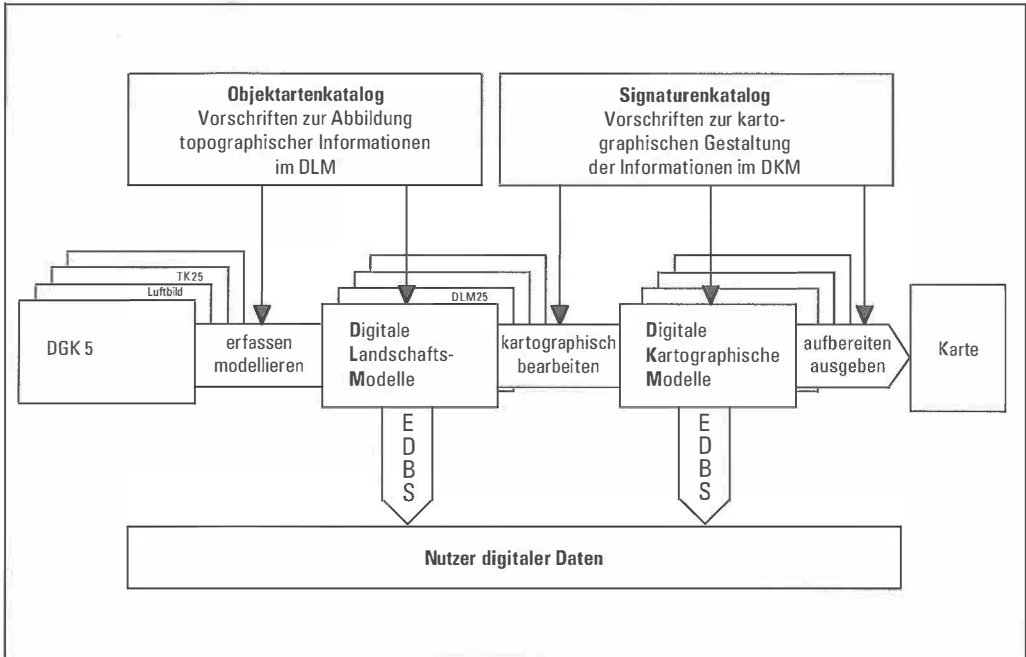 Objektartenkatalog
Vorschriften zur Abbildung
topographischer Informationen
im DLM
Signaturenkatalog
Vorschriften zur karto-
graphischen Gestaltung
der Informationen im DKM
TK25
Luftbild
DGK 5
erfassen
modellieren
DLM25
Digitale
Landschafts-
Modelle
kartographisch
bearbeiten
Digitale
Kartographische
Modelle
aufbereiten
ausgeben
Karte
E
D
B
S
E
D
B
S
Nutzer digitaler Daten